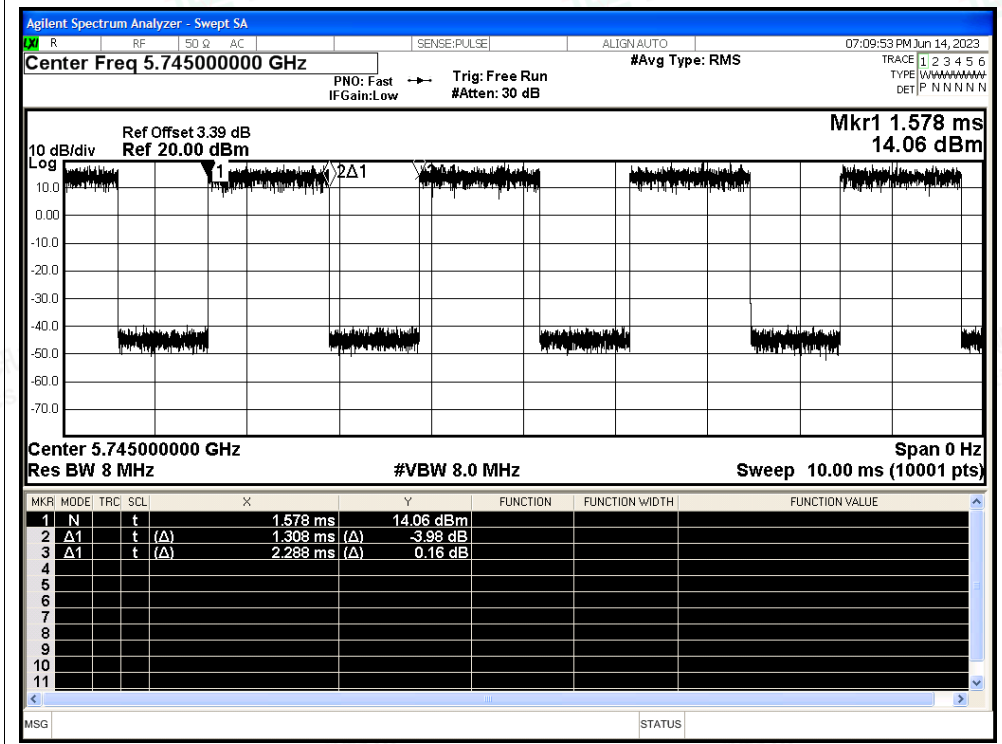 Agilent Spectrum Analyzer - Swept SA
LXI R RF 50 Ω AC SENSE:PULSE ALIGN AUTO 07:09:53 PM Jun 14, 2023
Center Freq 5.745000000 GHz #Avg Type: RMS TRACE 1 2 3 4 5 6
PNO: Fast Trig: Free Run TYPE
IFGain:Low #Atten: 30 dB DET P N N N N N
Mkr1 1.578 ms
Ref Offset 3.39 dB
10 dB/div Ref 20.00 dBm 14.06 dBm
Log
1 2Δ1
10.0
0.00
-10.0
-20.0
-30.0
-40.0
-50.0
-60.0
-70.0
Center 5.745000000 GHz Span 0 Hz
Res BW 8 MHz #VBW 8.0 MHz Sweep 10.00 ms (10001 pts)
MKR MODE TRC SCL X Y FUNCTION FUNCTION WIDTH FUNCTION VALUE
1 N t 1.578 ms 14.06 dBm
2 Δ1 t (Δ) 1.308 ms (Δ) -3.98 dB
3 Δ1 t (Δ) 2.288 ms (Δ) 0.16 dB
4
5
6
7
8
9
10
11
MSG STATUS